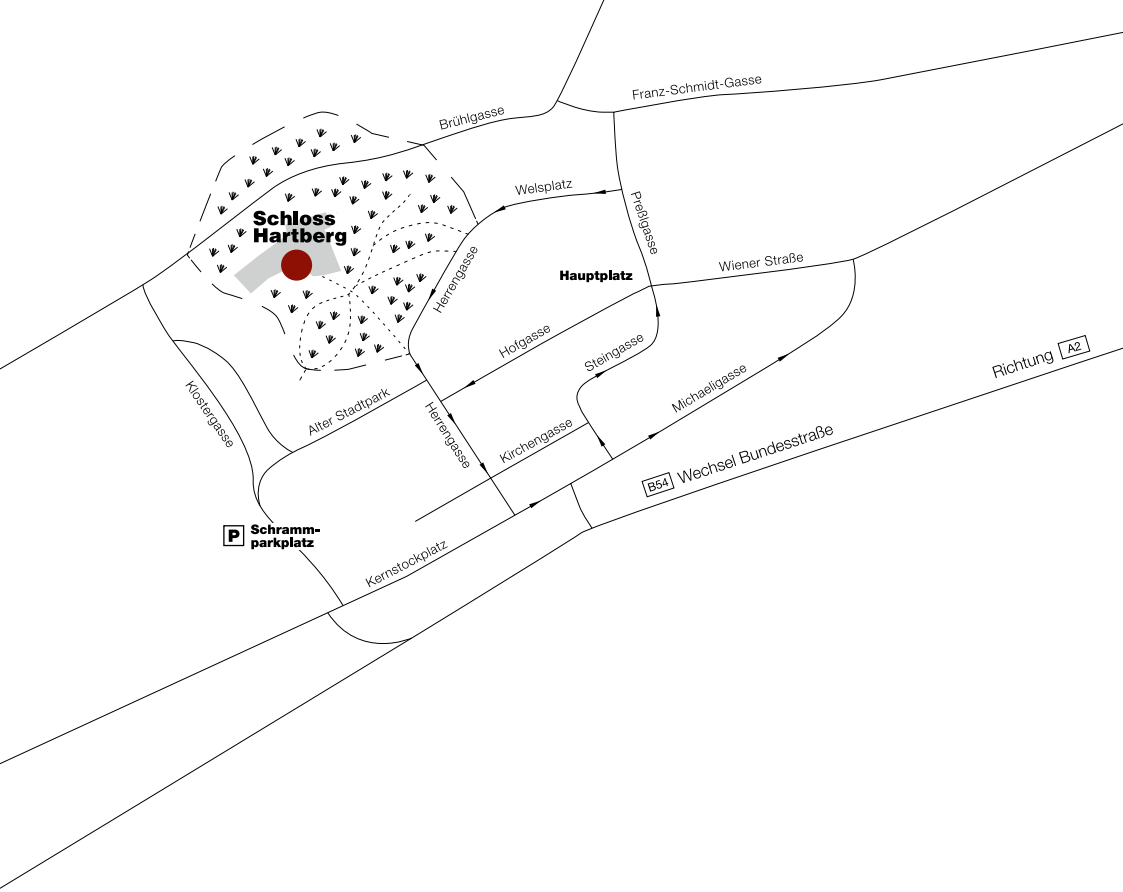 Franz-Schmidt-Gasse
Brühlgasse
Welsplatz
Preßlgasse
Schloss
Hartberg
Herrengasse
Wiener Straße
Hauptplatz
Hofgasse
Steingasse
Richtung A2
Michaeligasse
Klostergasse
Alter Stadtpark
Herrengasse
Kirchengasse
B54 Wechsel Bundesstraße
P Schramm-
parkplatz
Kernstockplatz